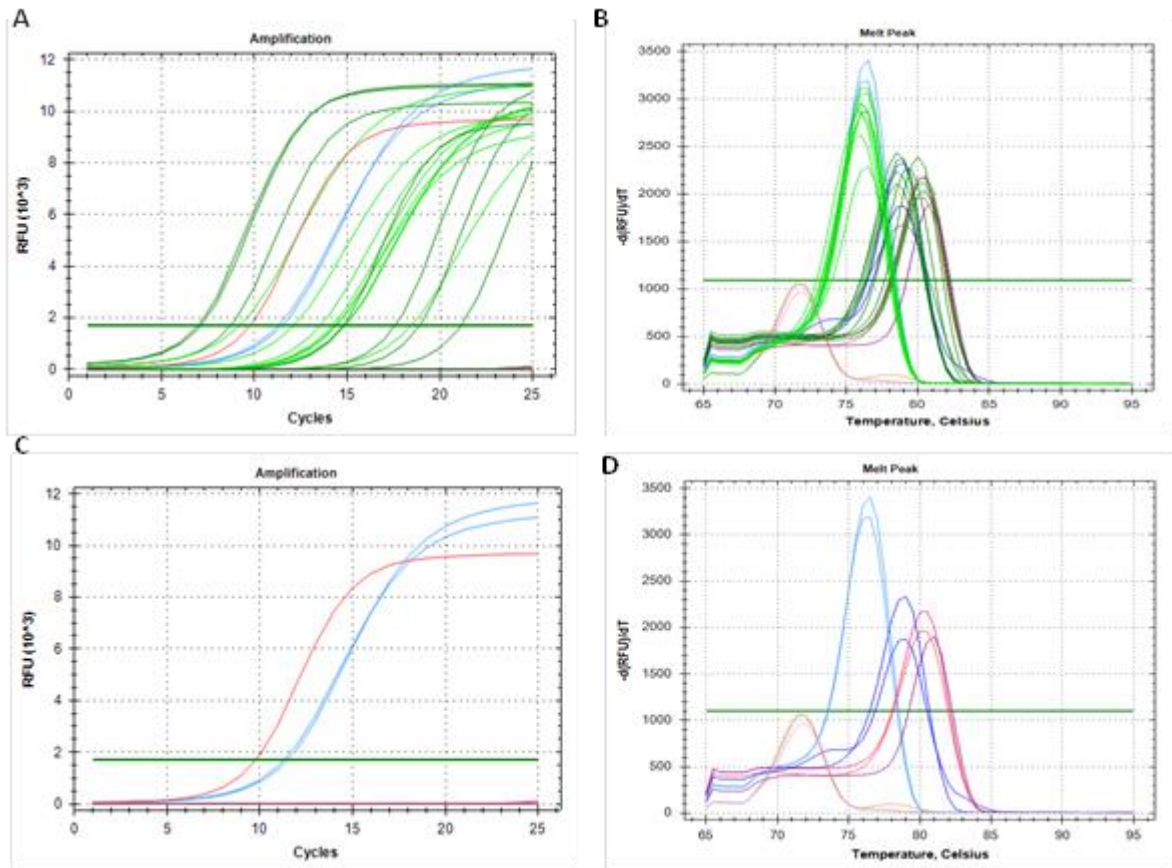 A
Amplification
12
10
8
6
4
2
0
RFU (10^3)
0 5 10 15 20 25
Cycles
B
Melt Peak
3500
3000
2500
2000
1500
1000
500
0
-d(RFU)/dT
65 70 75 80 85 90 95
Temperature, Celsius
C
Amplification
12
10
8
6
4
2
0
RFU (10^3)
0 5 10 15 20 25
Cycles
D
Melt Peak
3500
3000
2500
2000
1500
1000
500
0
-d(RFU)/dT
65 70 75 80 85 90 95
Temperature, Celsius